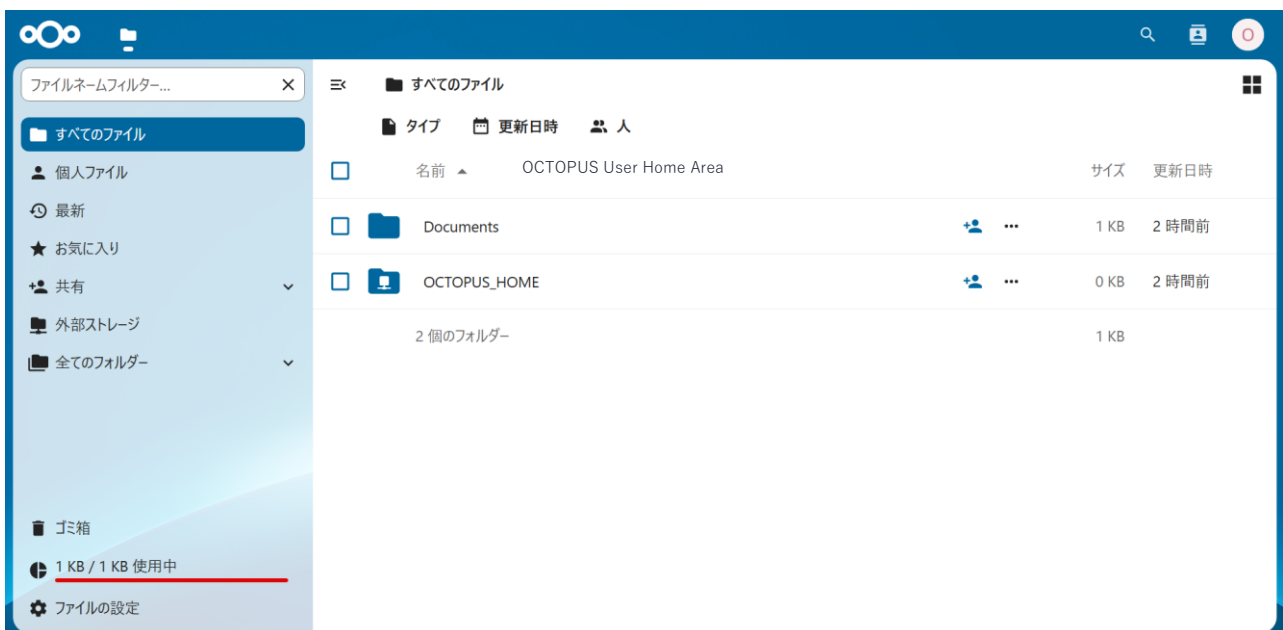 O
ファイルネームフィルター...
すべてのファイル
個人ファイル
最新
お気に入り
共有
外部ストレージ
全てのフォルダー
ゴミ箱
1 KB / 1 KB 使用中
ファイルの設定
すべてのファイル
タイプ 更新日時 人
名前 OCTOPUS User Home Area サイズ 更新日時
Documents 1 KB 2 時間前
OCTOPUS_HOME 0 KB 2 時間前
2 個のフォルダー 1 KB